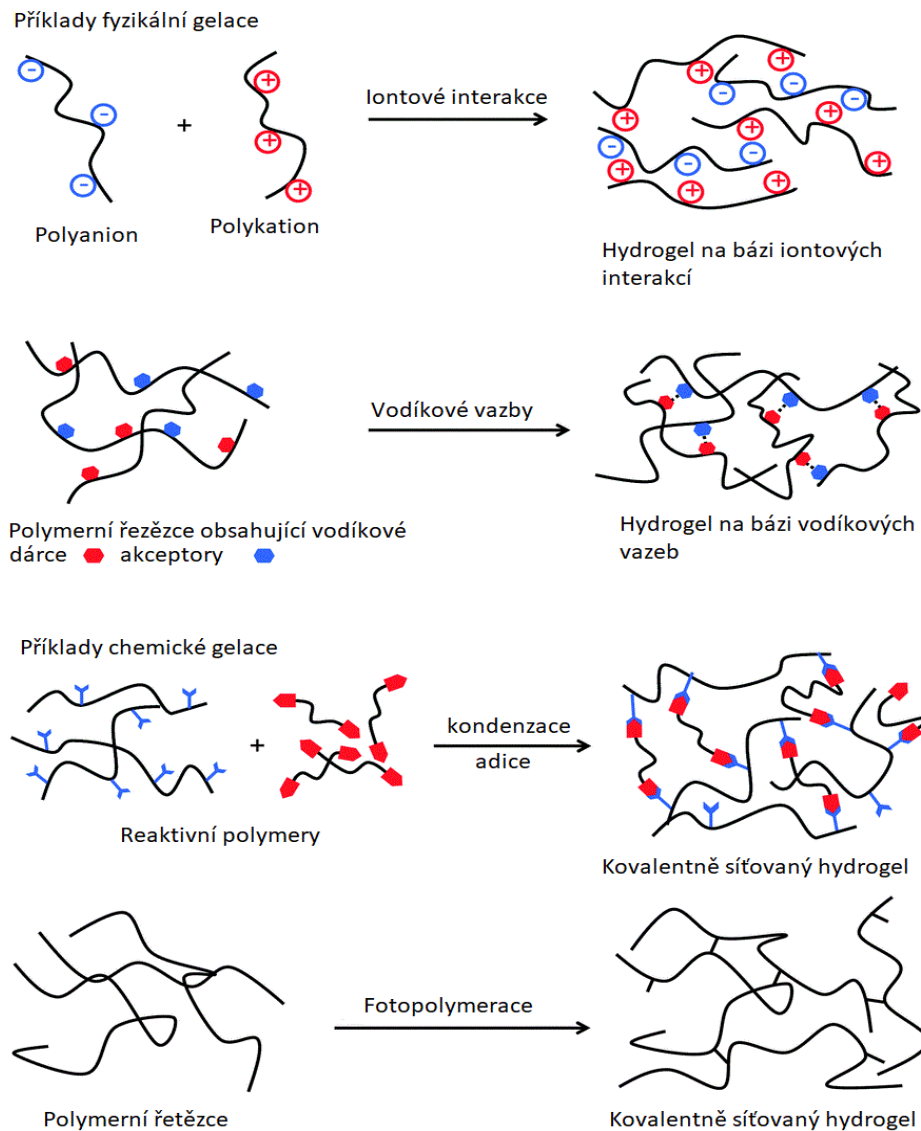 Příklady fyzikální gelace
- - -
+
+ + +
Iontové interakce
+ + + + + + + +
- - - - - -
Polyanion
Polykation
Hydrogel na bázi iontových
interakcí
Vodíkové vazby
Polymerní řezězce obsahující vodíkové
dárce akceptory
Hydrogel na bázi vodíkových
vazeb
Příklady chemické gelace
+
kondenzace
adice
Reaktivní polymery
Kovalentně síťovaný hydrogel
Fotopolymerace
Polymerní řetězce
Kovalentně síťovaný hydrogel